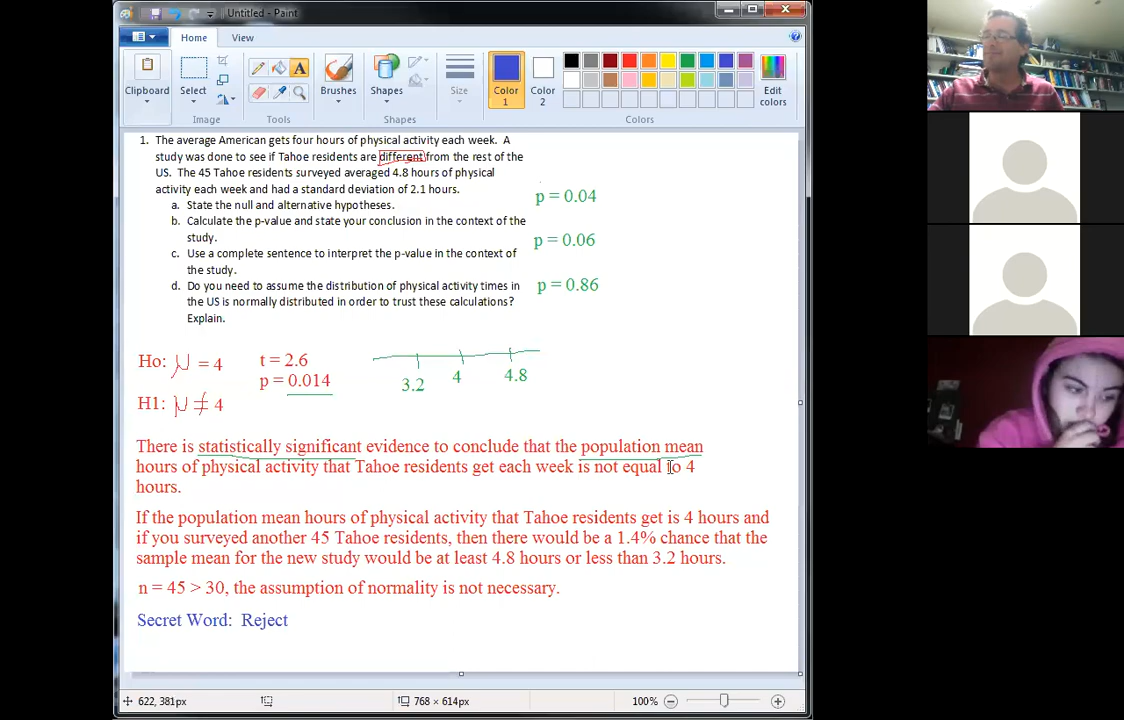 Untitled - Paint
Home
View
Clipboard
Select
Image
Tools
Brushes
Shapes
Shapes
Size
Color 1
Color 2
Edit colors
Colors
1. The average American gets four hours of physical activity each week. A
study was done to see if Tahoe residents are different from the rest of the
US. The 45 Tahoe residents surveyed averaged 4.8 hours of physical
activity each week and had a standard deviation of 2.1 hours.
a. State the null and alternative hypotheses.
b. Calculate the p-value and state your conclusion in the context of the
study.
c. Use a complete sentence to interpret the p-value in the context of
the study.
d. Do you need to assume the distribution of physical activity times in
the US is normally distributed in order to trust these calculations?
Explain.
p = 0.04
p = 0.06
p = 0.86
Ho: μ = 4
H1: μ ≠ 4
t = 2.6
p = 0.014
3.2 4 4.8
There is statistically significant evidence to conclude that the population mean
hours of physical activity that Tahoe residents get each week is not equal to 4
hours.
If the population mean hours of physical activity that Tahoe residents get is 4 hours and
if you surveyed another 45 Tahoe residents, then there would be a 1.4% chance that the
sample mean for the new study would be at least 4.8 hours or less than 3.2 hours.
n = 45 > 30, the assumption of normality is not necessary.
Secret Word: Reject
622, 381px
768 × 614px
100%